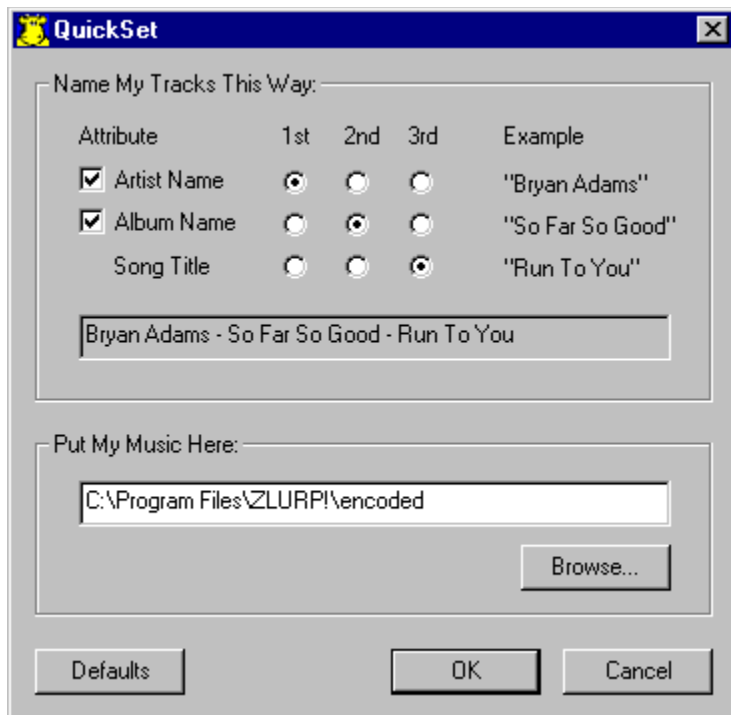 QuickSet
Name My Tracks This Way:
Attribute 1st 2nd 3rd Example
Artist Name "Bryan Adams"
Album Name "So Far So Good"
Song Title "Run To You"
Bryan Adams - So Far So Good - Run To You
Put My Music Here:
C:\Program Files\ZLURP!\encoded
Browse...
Defaults OK Cancel